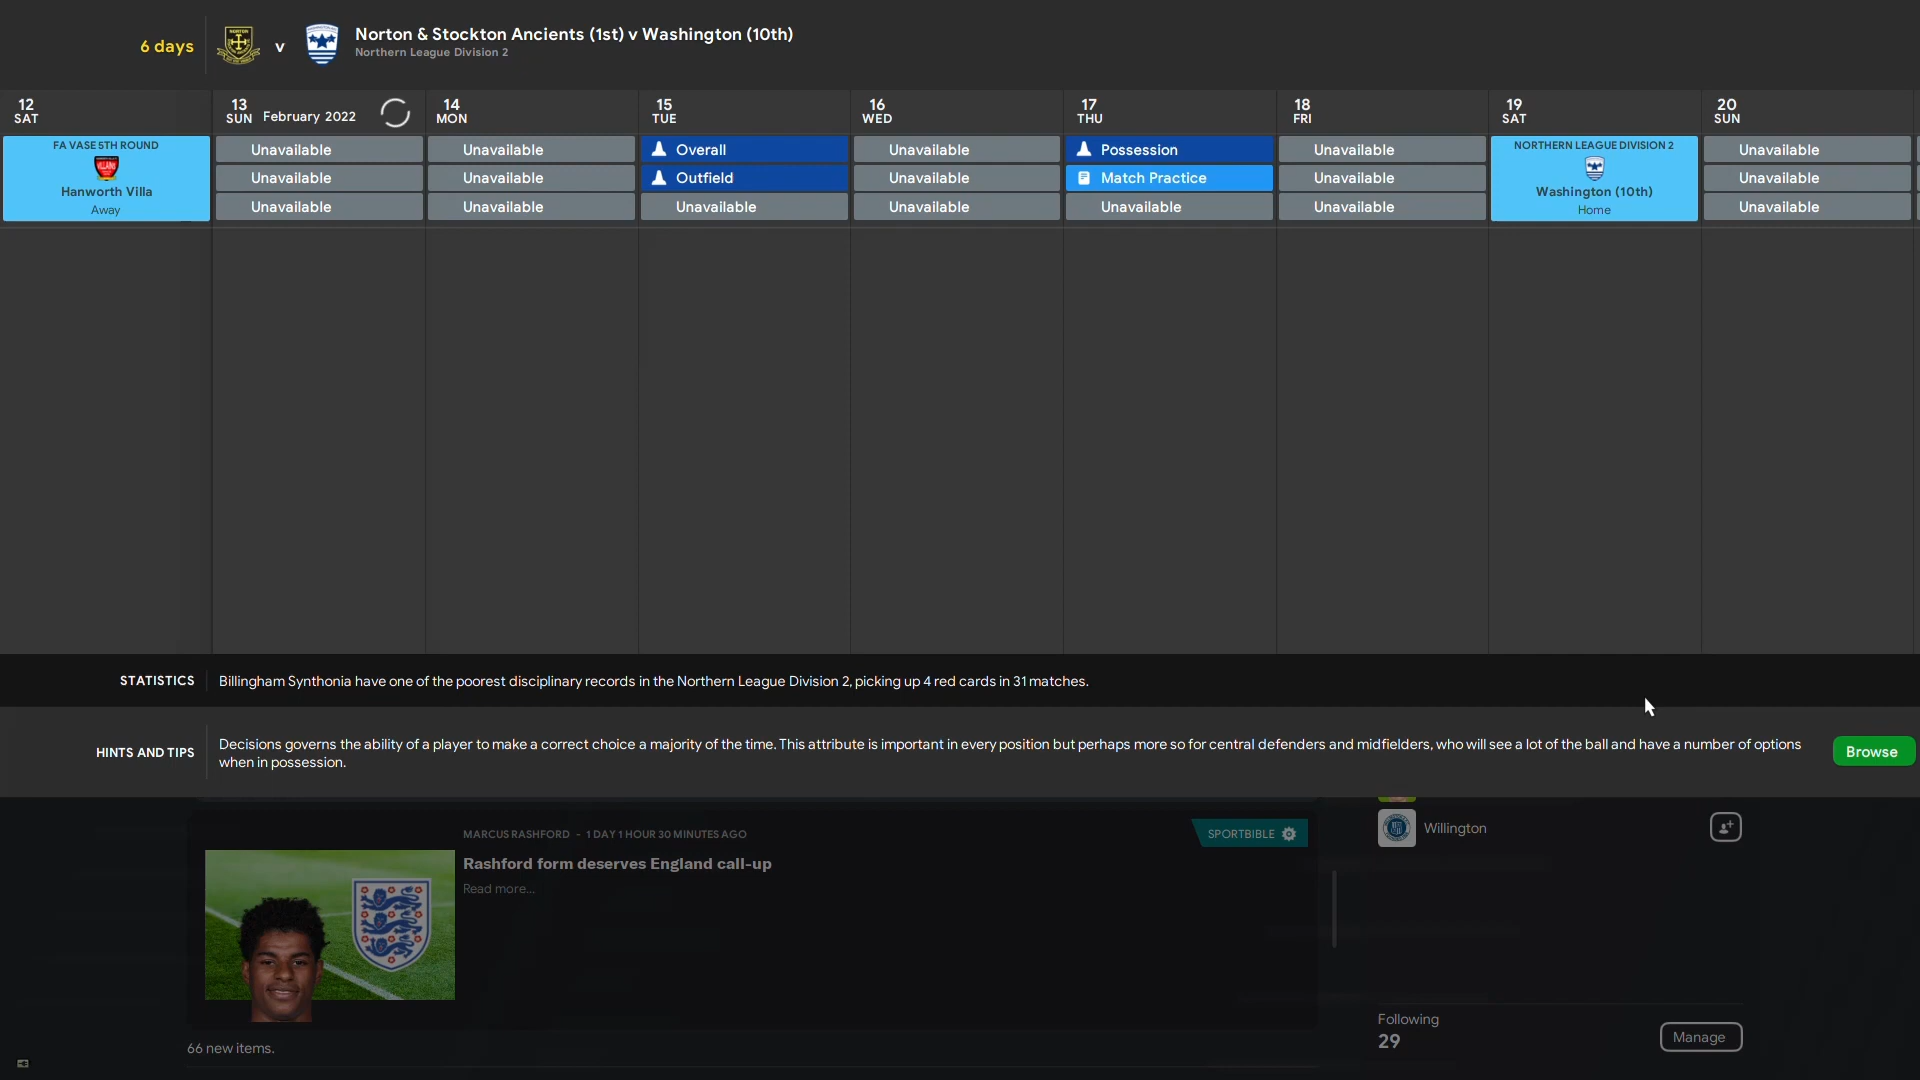 6 days
v
Norton & Stockton Ancients (1st) v Washington (10th)
Northern League Division 2
12
SAT
13
SUN February 2022
14
MON
15
TUE
16
WED
17
THU
18
FRI
19
SAT
20
SUN
FA VASE 5TH ROUND
Hanworth Villa
Away
Unavailable
Unavailable
Unavailable
Unavailable
Unavailable
Unavailable
Overall
Outfield
Unavailable
Unavailable
Unavailable
Unavailable
Possession
Match Practice
Unavailable
Unavailable
Unavailable
Unavailable
NORTHERN LEAGUE DIVISION 2
Washington (10th)
Home
Unavailable
Unavailable
Unavailable
STATISTICS
Billingham Synthonia have one of the poorest disciplinary records in the Northern League Division 2, picking up 4 red cards in 31 matches.
HINTS AND TIPS
Decisions governs the ability of a player to make a correct choice a majority of the time. This attribute is important in every position but perhaps more so for central defenders and midfielders, who will see a lot of the ball and have a number of options
when in possession.
Browse
MARCUS RASHFORD - 1 DAY 1 HOUR 30 MINUTES AGO
SPORTBIBLE
Rashford form deserves England call-up
Read more...
66 new items.
Willington
Following
29
Manage